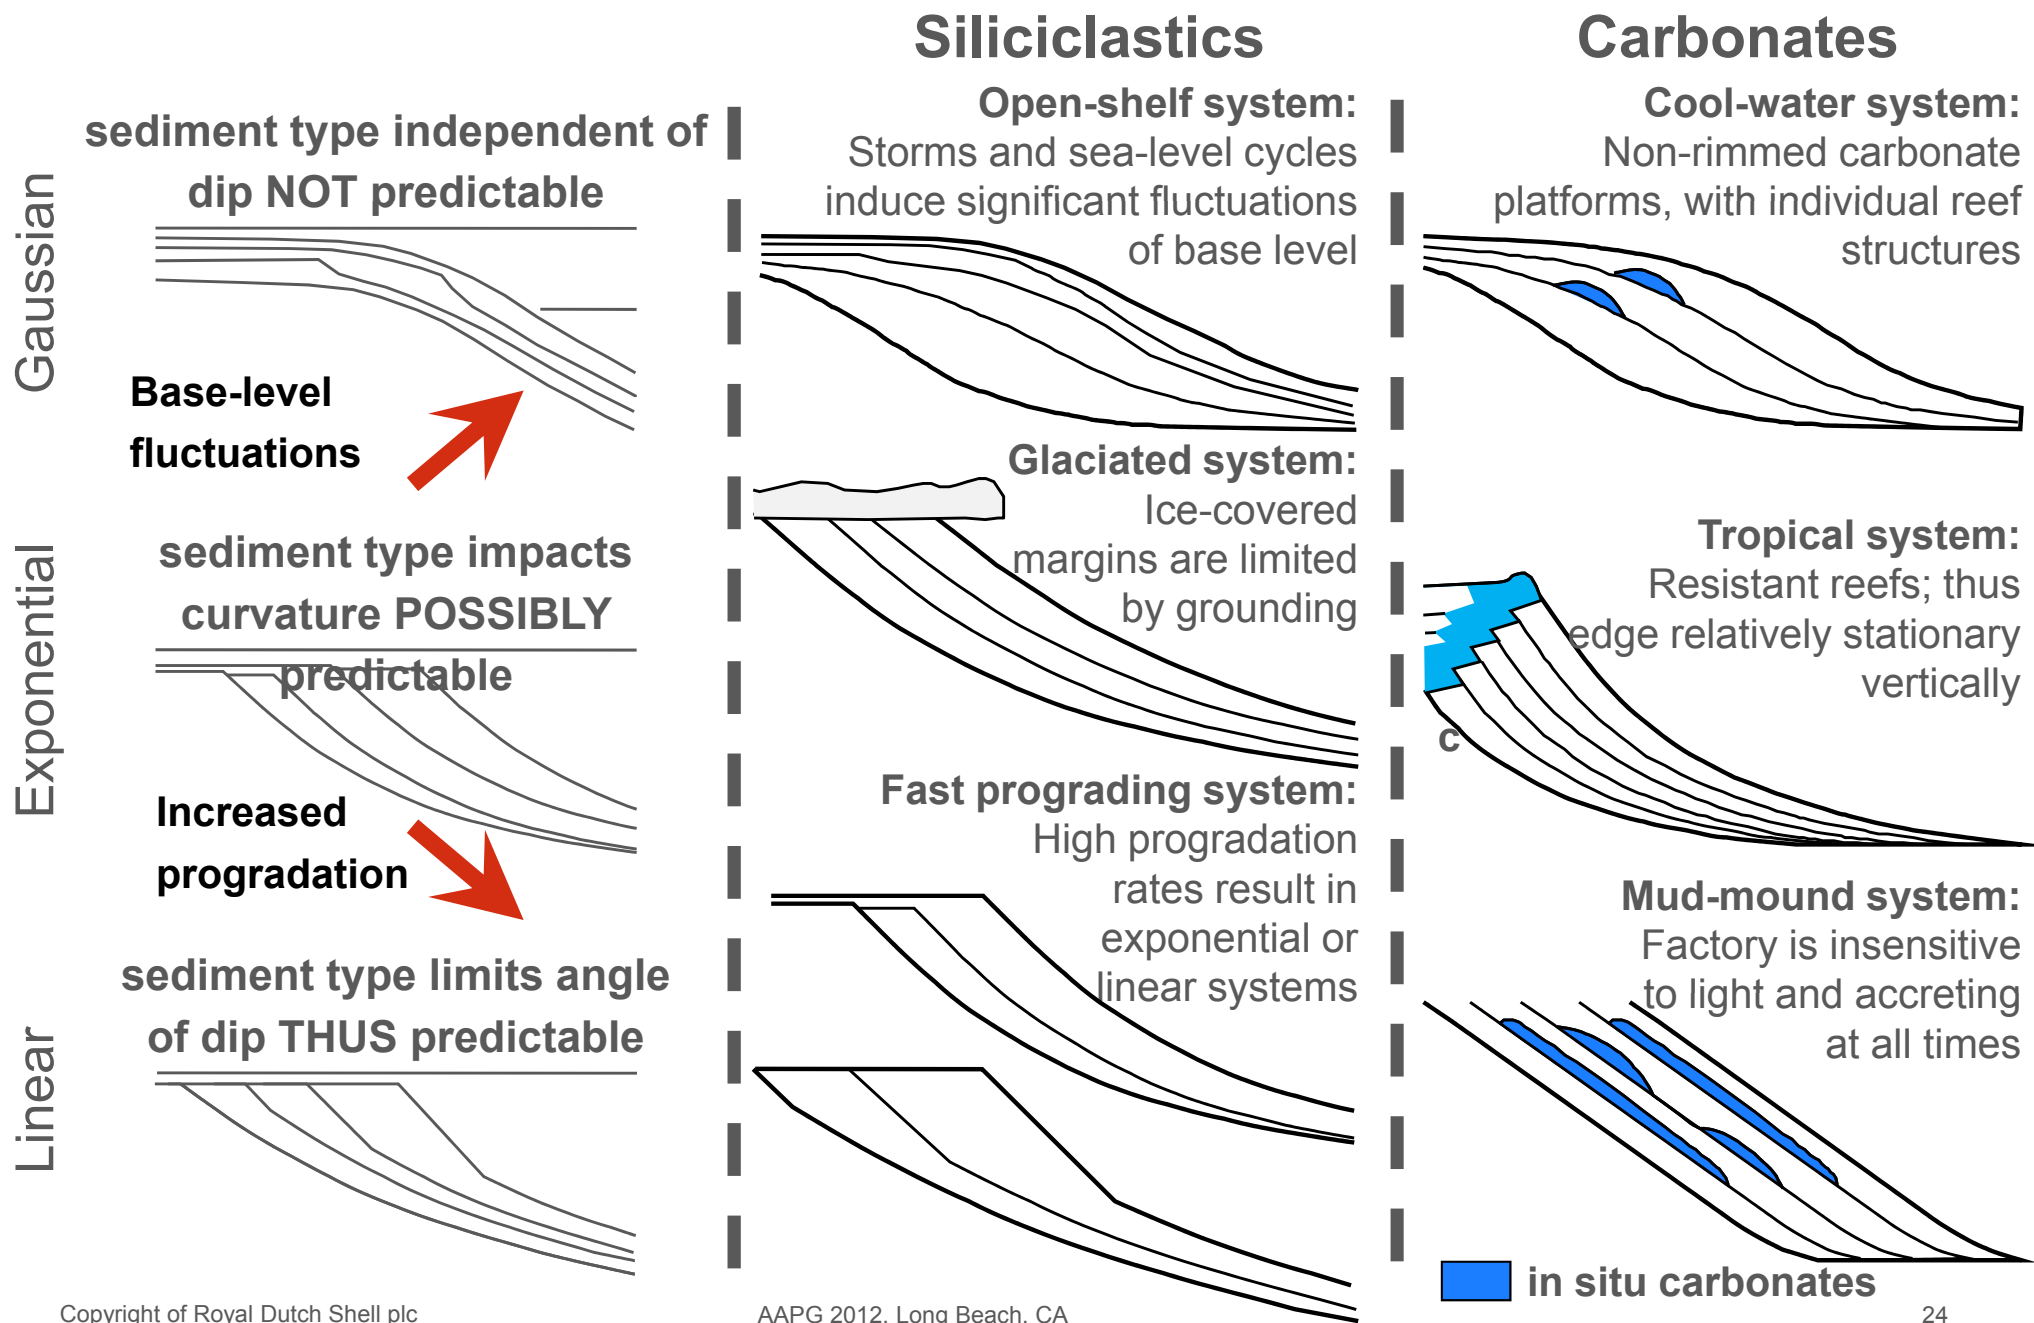 Siliciclastics
Carbonates
Gaussian
sediment type independent of
dip NOT predictable
Base-level
fluctuations
Open-shelf system:
Storms and sea-level cycles
induce significant fluctuations
of base level
Cool-water system:
Non-rimmed carbonate
platforms, with individual reef
structures
Exponential
sediment type impacts
curvature POSSIBLY
predictable
Increased
progradation
Glaciated system:
Ice-covered
margins are limited
by grounding
Tropical system:
Resistant reefs; thus
edge relatively stationary
vertically
c
Linear
sediment type limits angle
of dip THUS predictable
Fast prograding system:
High progradation
rates result in
exponential or
linear systems
Mud-mound system:
Factory is insensitive
to light and accreting
at all times
in situ carbonates
Copyright of Royal Dutch Shell plc
AAPG 2012, Long Beach, CA
24